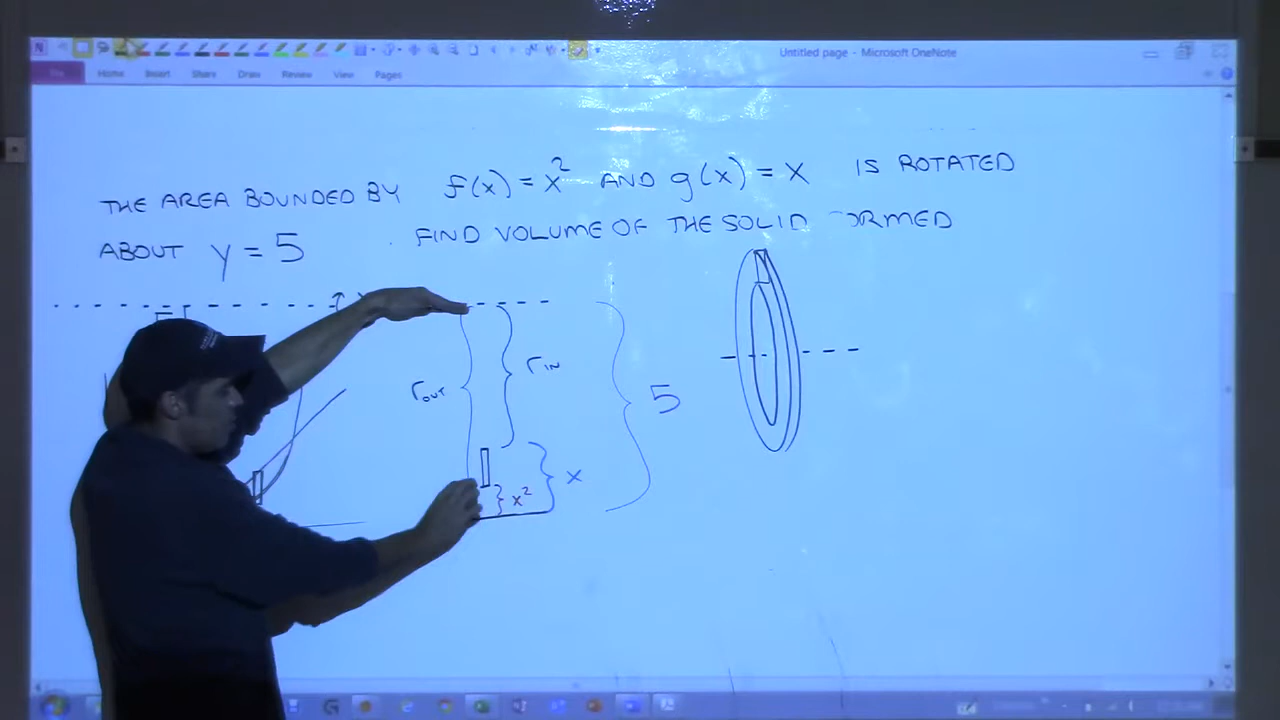 Untitled page - Microsoft OneNote
Home Insert Share Draw Review View Pages
THE AREA BOUNDED BY f(x) = x² AND g(x) = x IS ROTATED
ABOUT y = 5 . FIND VOLUME OF THE SOLID ORMED
r OUT
r IN
5
x
x²